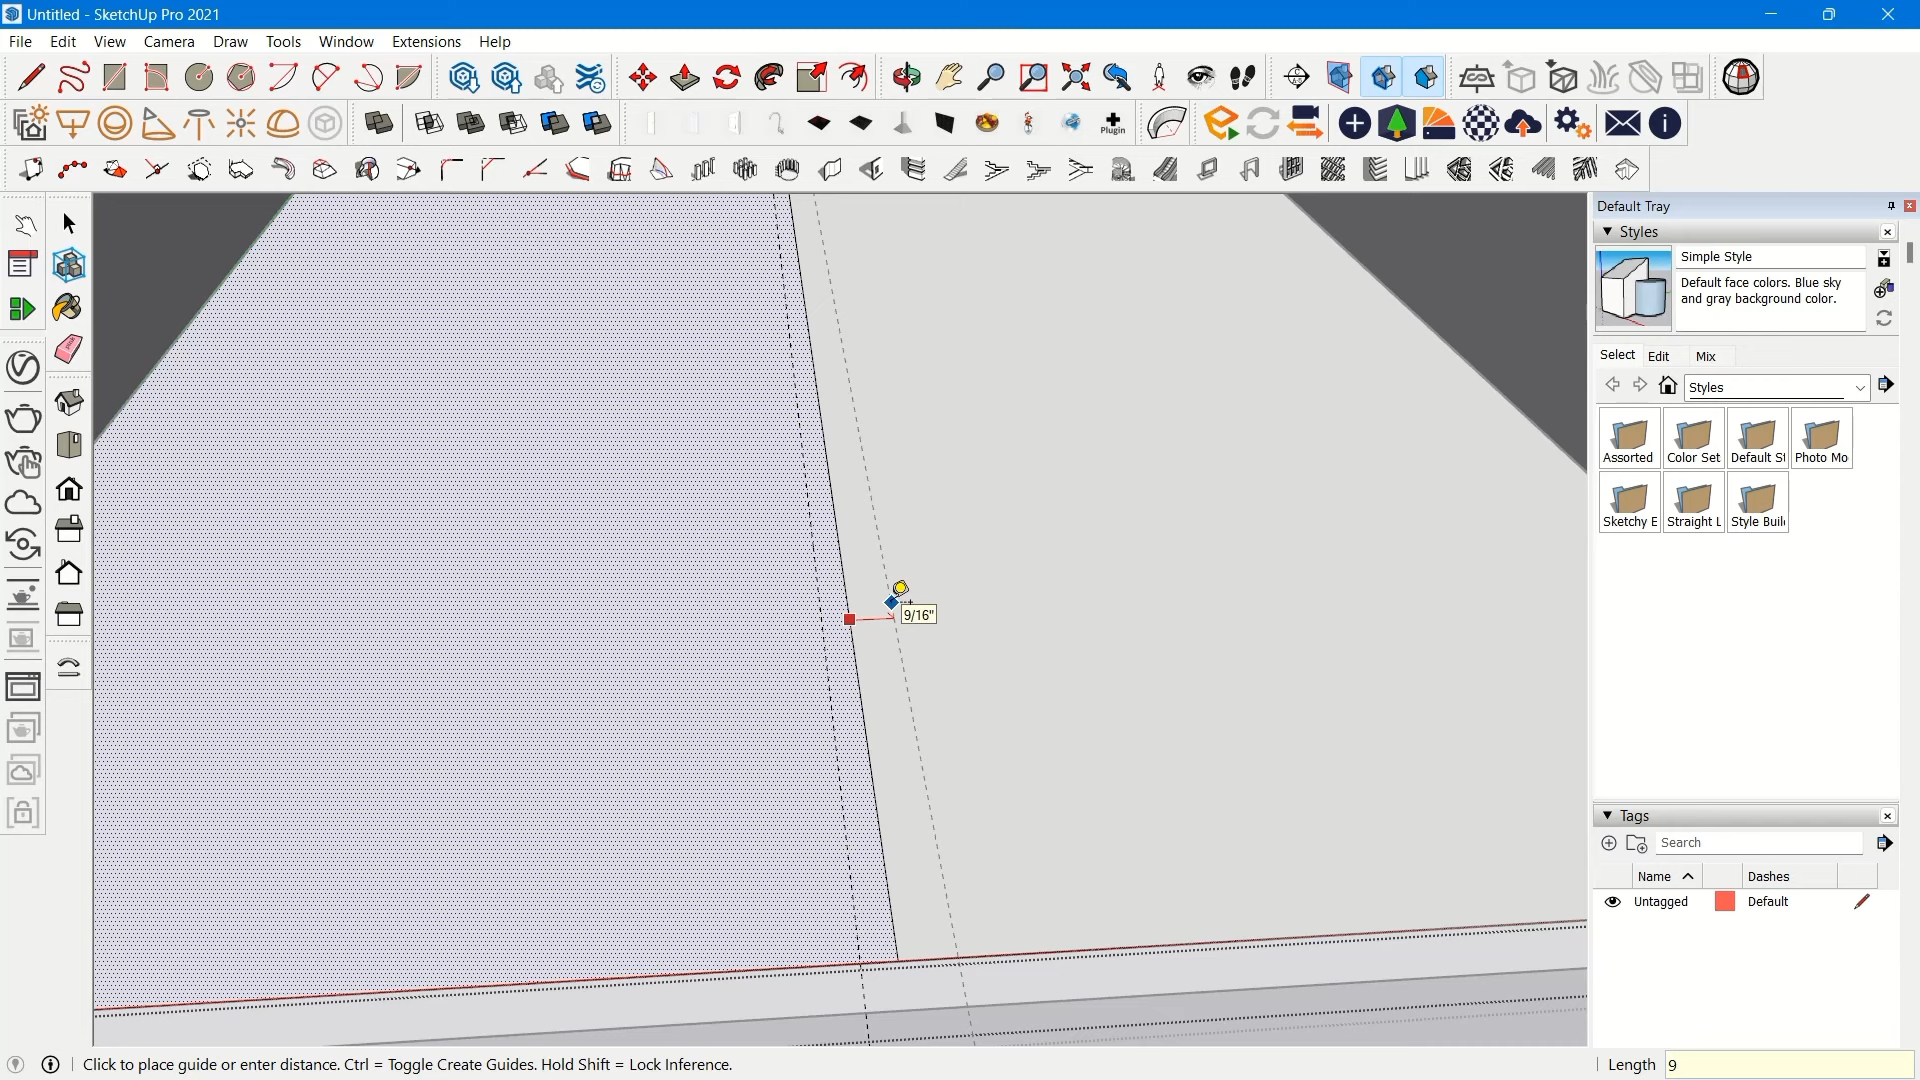 Untitled - SketchUp Pro 2021
File Edit View Camera Draw Tools Window Extensions Help
Plugin
Default Tray
Styles
Simple Style
Default face colors. Blue sky
and gray background color.
Select Edit Mix
Styles
Assorted Color Set Default St Photo Mo
Sketchy E Straight L Style Buil
9/16"
Tags
Search
Name Dashes
Untagged Default
Click to place guide or enter distance. Ctrl = Toggle Create Guides. Hold Shift = Lock Inference.
Length 9